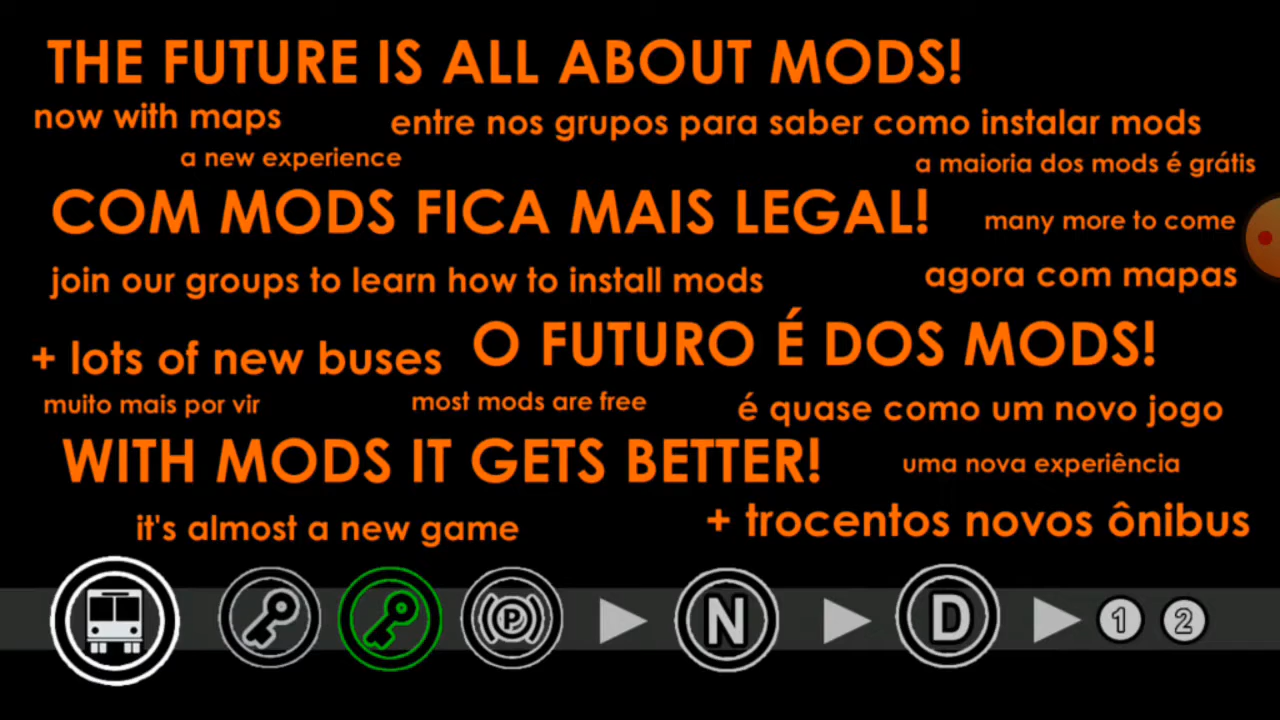 THE FUTURE IS ALL ABOUT MODS!
now with maps
entre nos grupos para saber como instalar mods
a new experience
a maioria dos mods é grátis
COM MODS FICA MAIS LEGAL!
many more to come
join our groups to learn how to install mods
agora com mapas
+ lots of new buses
O FUTURO É DOS MODS!
muito mais por vir
most mods are free
é quase como um novo jogo
WITH MODS IT GETS BETTER!
uma nova experiência
it's almost a new game
+ trocentos novos ônibus
P N D 1 2